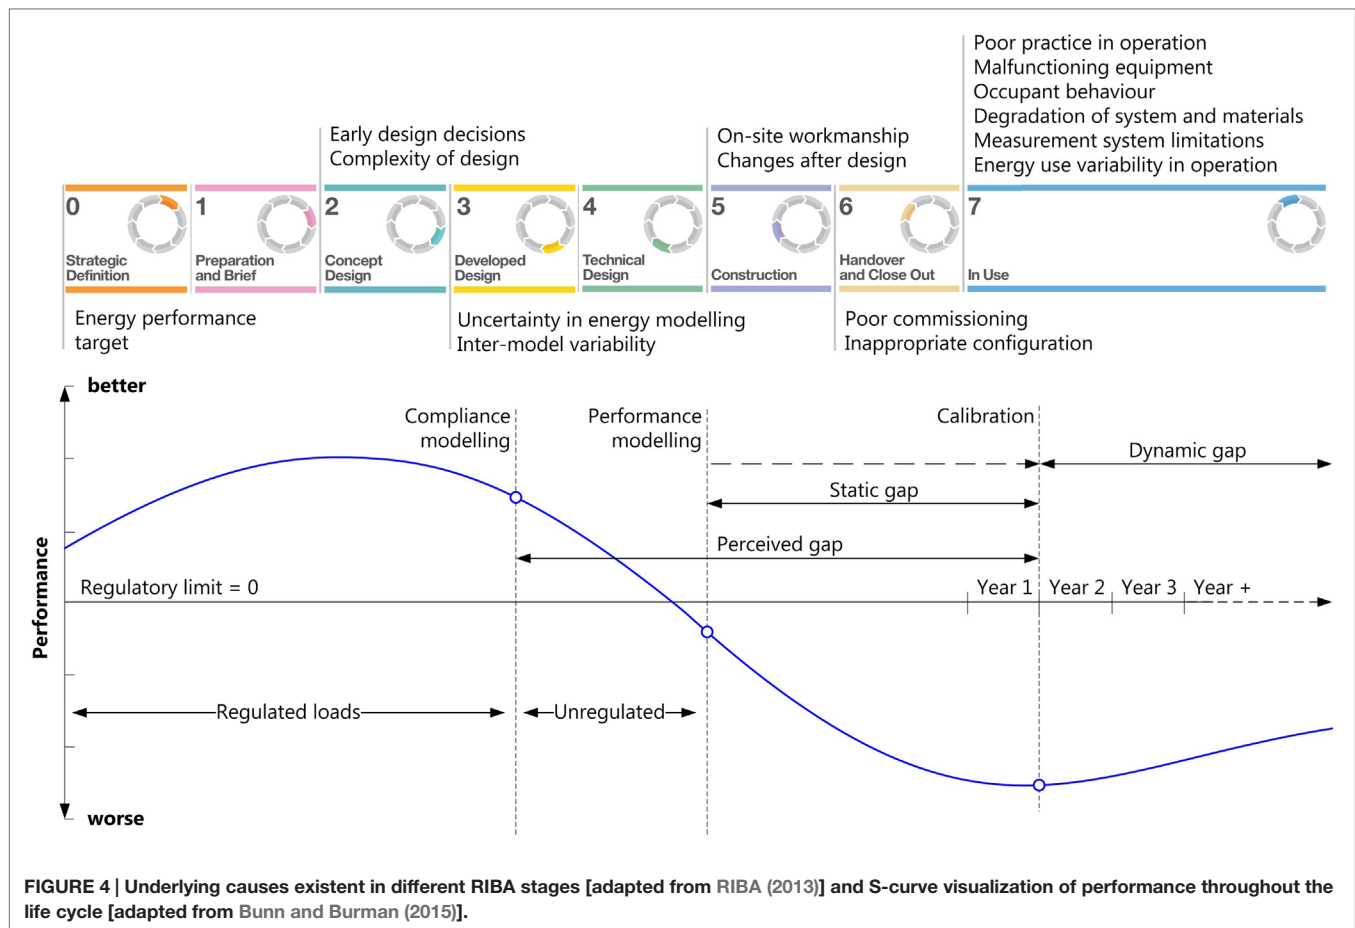 Poor practice in operation
Malfunctioning equipment
Occupant behaviour
Degradation of system and materials
Measurement system limitations
Energy use variability in operation
Early design decisions
Complexity of design
On-site workmanship
Changes after design
0
Strategic
Definition
1
Preparation
and Brief
2
Concept
Design
3
Developed
Design
4
Technical
Design
5
Construction
6
Handover
and Close Out
7
In Use
Energy performance
target
Uncertainty in energy modelling
Inter-model variability
Poor commissioning
Inappropriate configuration
better
Compliance
modelling
Performance
modelling
Calibration
Dynamic gap
Static gap
Perceived gap
Performance
Regulatory limit = 0
Year 1
Year 2
Year 3
Year +
Regulated loads
Unregulated
worse
FIGURE 4 | Underlying causes existent in different RIBA stages [adapted from RIBA (2013)] and S-curve visualization of performance throughout the
life cycle [adapted from Bunn and Burman (2015)].